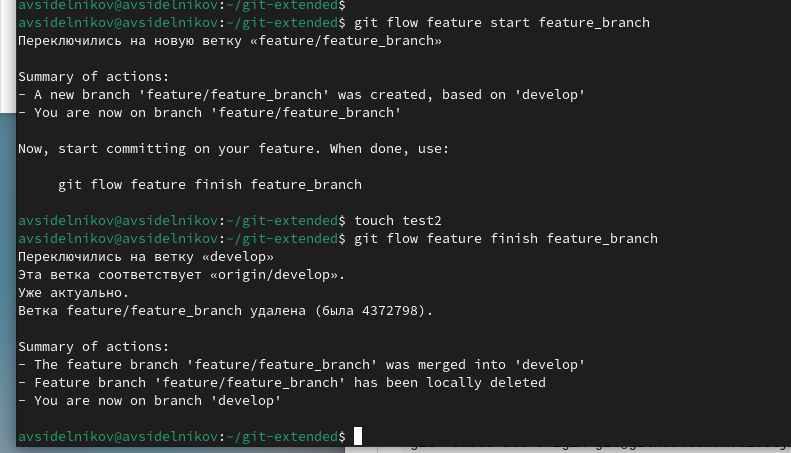 avsidelnikov@avsidelnikov:~/git-extended$
avsidelnikov@avsidelnikov:~/git-extended$ git flow feature start feature_branch
Переключились на новую ветку «feature/feature_branch»
Summary of actions:
- A new branch 'feature/feature_branch' was created, based on 'develop'
- You are now on branch 'feature/feature_branch'
Now, start committing on your feature. When done, use:
git flow feature finish feature_branch
avsidelnikov@avsidelnikov:~/git-extended$ touch test2
avsidelnikov@avsidelnikov:~/git-extended$ git flow feature finish feature_branch
Переключились на ветку «develop»
Эта ветка соответствует «origin/develop».
Уже актуально.
Ветка feature/feature_branch удалена (была 4372798).
Summary of actions:
- The feature branch 'feature/feature_branch' was merged into 'develop'
- Feature branch 'feature/feature_branch' has been locally deleted
- You are now on branch 'develop'
avsidelnikov@avsidelnikov:~/git-extended$